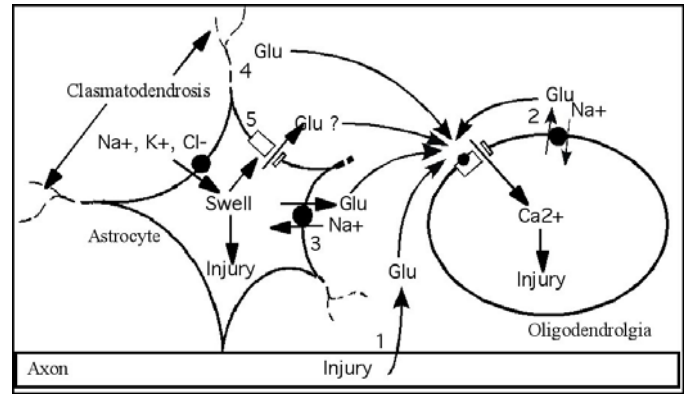 Glu
4
Clasmatodendrosis
5
Glu ?
Glu
2
Na+
Na+, K+, Cl-
Swell
Glu
Na+
3
Ca2+
Astrocyte
Injury
Glu
Injury
Oligodendrolgia
1
Axon
Injury